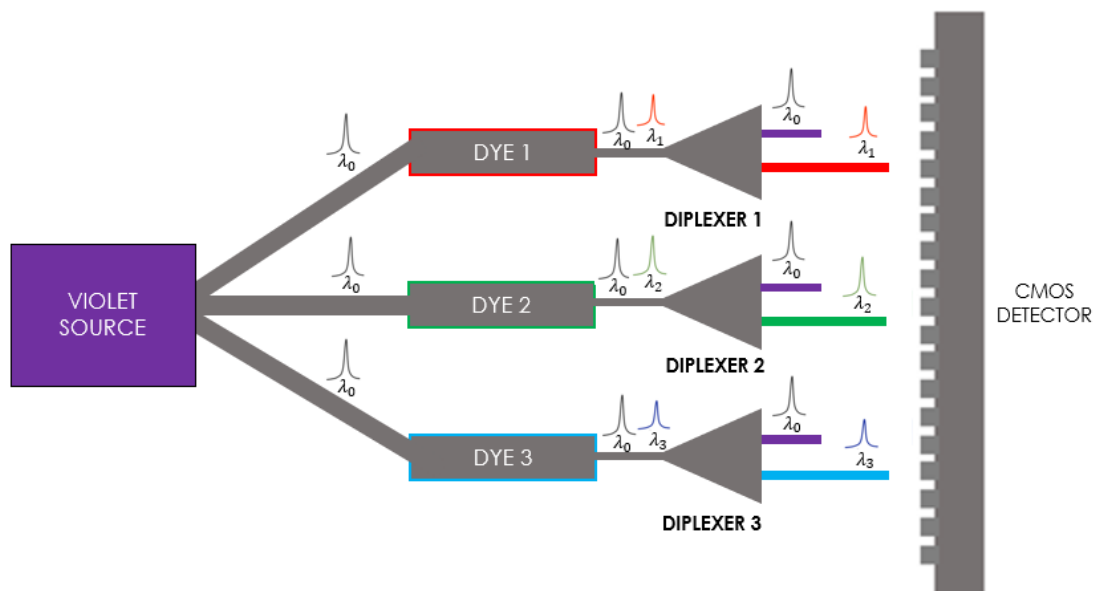 λ₀
λ₀ λ₁
λ₀
λ₁
DYE 1
DIPLEXER 1
VIOLET
SOURCE
λ₀
λ₀ λ₂
λ₀
λ₂
DYE 2
DIPLEXER 2
CMOS
DETECTOR
λ₀
λ₀ λ₃
λ₀
λ₃
DYE 3
DIPLEXER 3